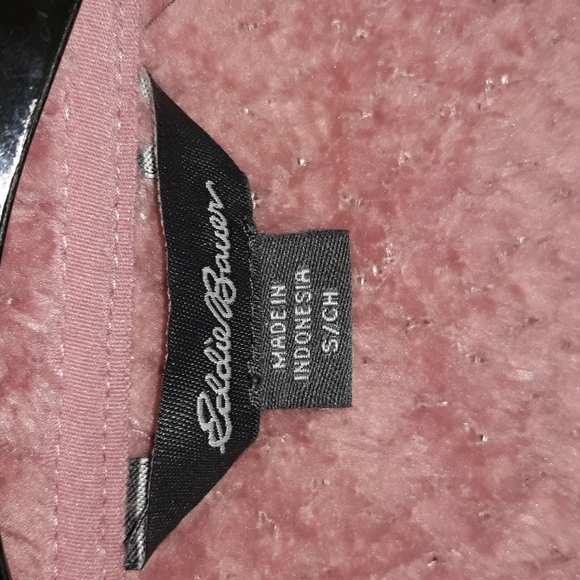 Eddie Bauer
MADE IN
INDONESIA
S/CH